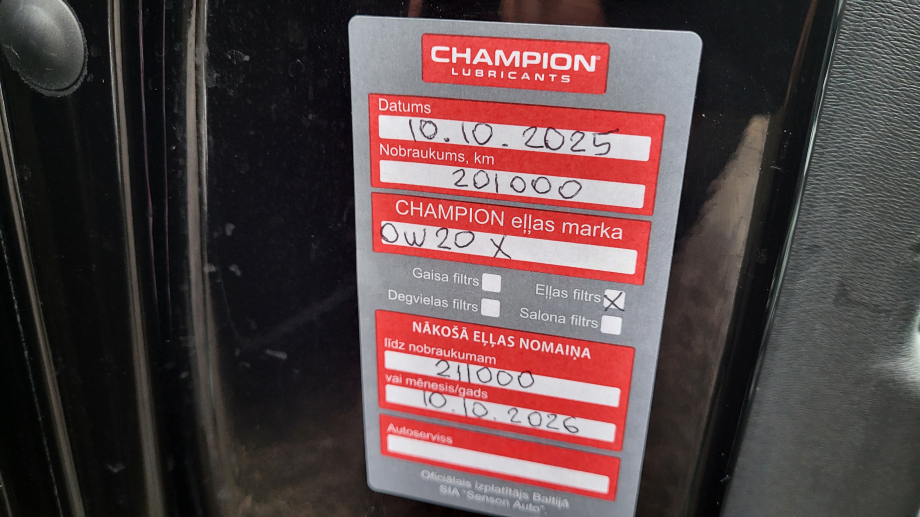 CHAMPION
LUBRICANTS
Datums
10.10.2025
Nobraukums, km
201000
CHAMPION eļļas marka
0W20 X
Gaisa filtrs
Eļļas filtrs X
Degvielas filtrs
Salona filtrs
NĀKOŠĀ EĻĻAS NOMAIŅA
līdz nobraukumam
211000
vai mēnesis/gads
10.10.2026
Autoserviss
Oficiālais izplatītājs Baltijā
SIA "Senson Auto"